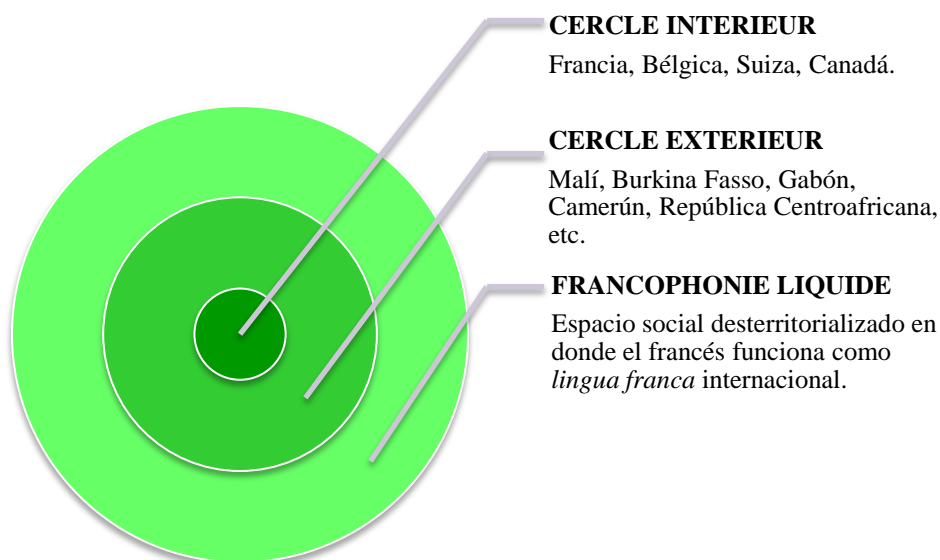 CERCLE INTERIEUR
Francia, Bélgica, Suiza, Canadá.
CERCLE EXTERIEUR
Malí, Burkina Fasso, Gabón,
Camerún, República Centroafricana,
etc.
FRANCOPHONIE LIQUIDE
Espacio social desterritorializado en
donde el francés funciona como
lingua franca internacional.